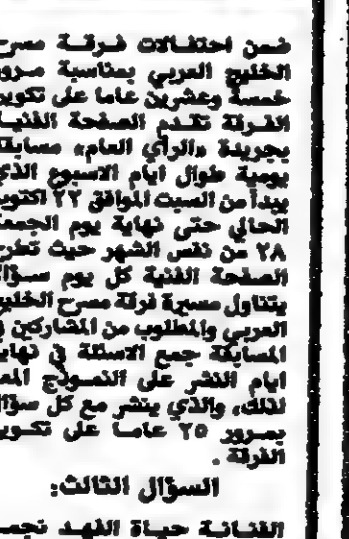 ضمن احتفالات فرقة مسرح
الخليج العربي بمناسبة مرور
خمسة وعشرين عاما على تكوين
الفرقة تقدم الصفحة الفنية
بجريدة «الرأي العام» مسابقة
يومية طوال ايام الاسبوع الذي
يبدأ من السبت الموافق ٢٢ اكتوبر
الحالي حتى نهاية يوم الجمعة
٢٨ من نفس الشهر حيث تطرح
الصفحة الفنية كل يوم سؤالا
يتناول مسيرة فرقة مسرح الخليج
العربي والمطلوب من المشاركين في
المسابقة جمع الاسئلة في نهاية
ايام النشر على النموذج المعد
لذلك، والذي ينشر مع كل سؤال
بمرور ٢٥ عاما على تكوين
الفرقة .
السؤال الثالث:
الفنانة حياة الفهد نجمة